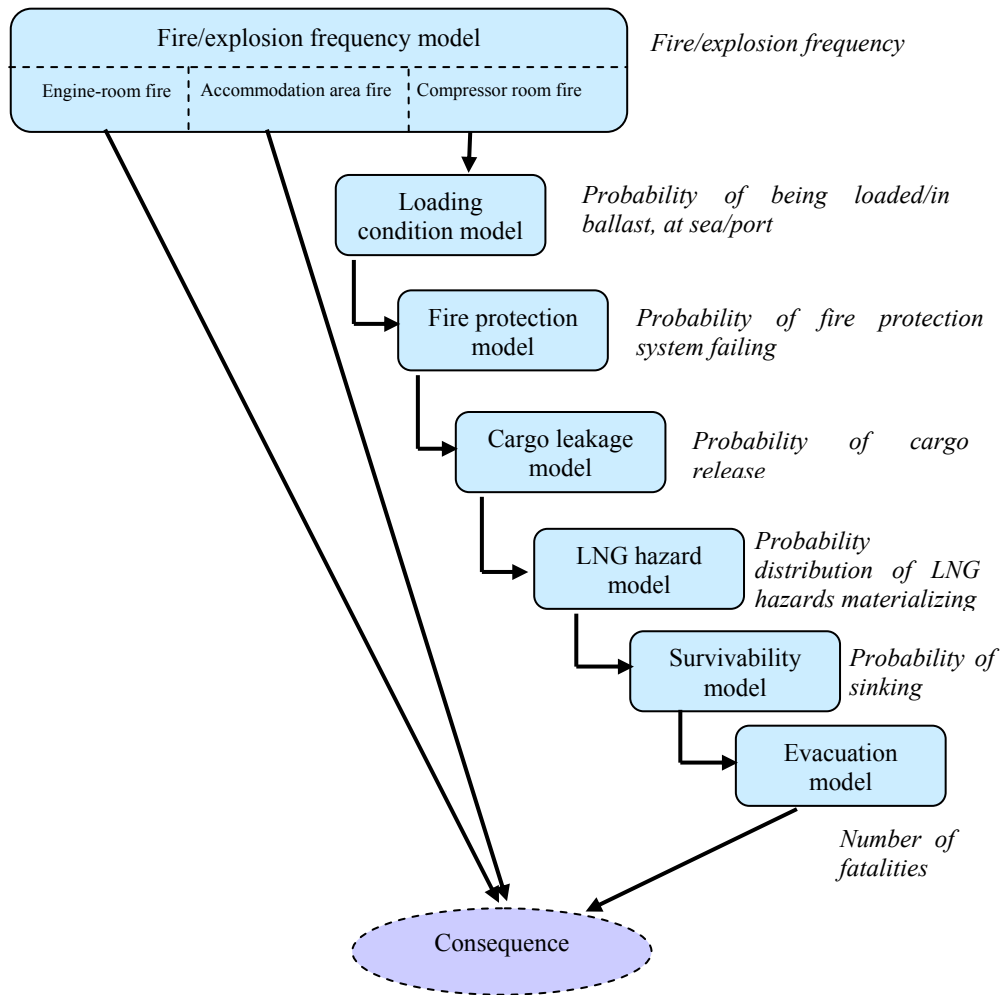 Fire/explosion frequency model
Fire/explosion frequency
Engine-room fire
Accommodation area fire
Compressor room fire
Loading
condition model
Probability of being loaded/in
ballast, at sea/port
Fire protection
model
Probability of fire protection
system failing
Cargo leakage
model
Probability of cargo
release
LNG hazard
model
Probability
distribution of LNG
hazards materializing
Survivability
model
Probability of
sinking
Evacuation
model
Number of
fatalities
Consequence